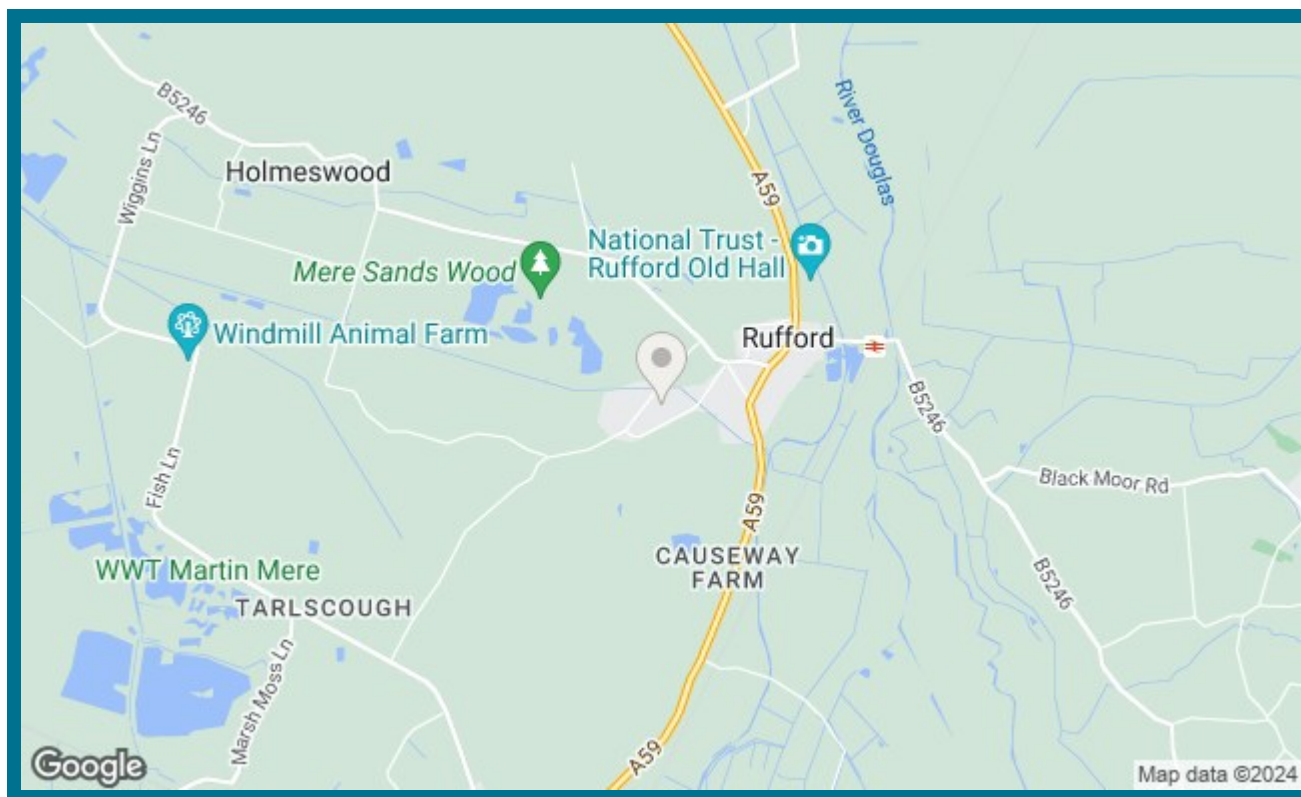 B5246
Wiggins Ln
Holmeswood
A59
River Douglas
National Trust -
Rufford Old Hall
Mere Sands Wood
Windmill Animal Farm
Rufford
B5246
Black Moor Rd
Fish Ln
A59
CAUSEWAY
FARM
WWT Martin Mere
TARLSCOUGH
B5246
Marsh Moss Ln
A59
Google
Map data ©2024